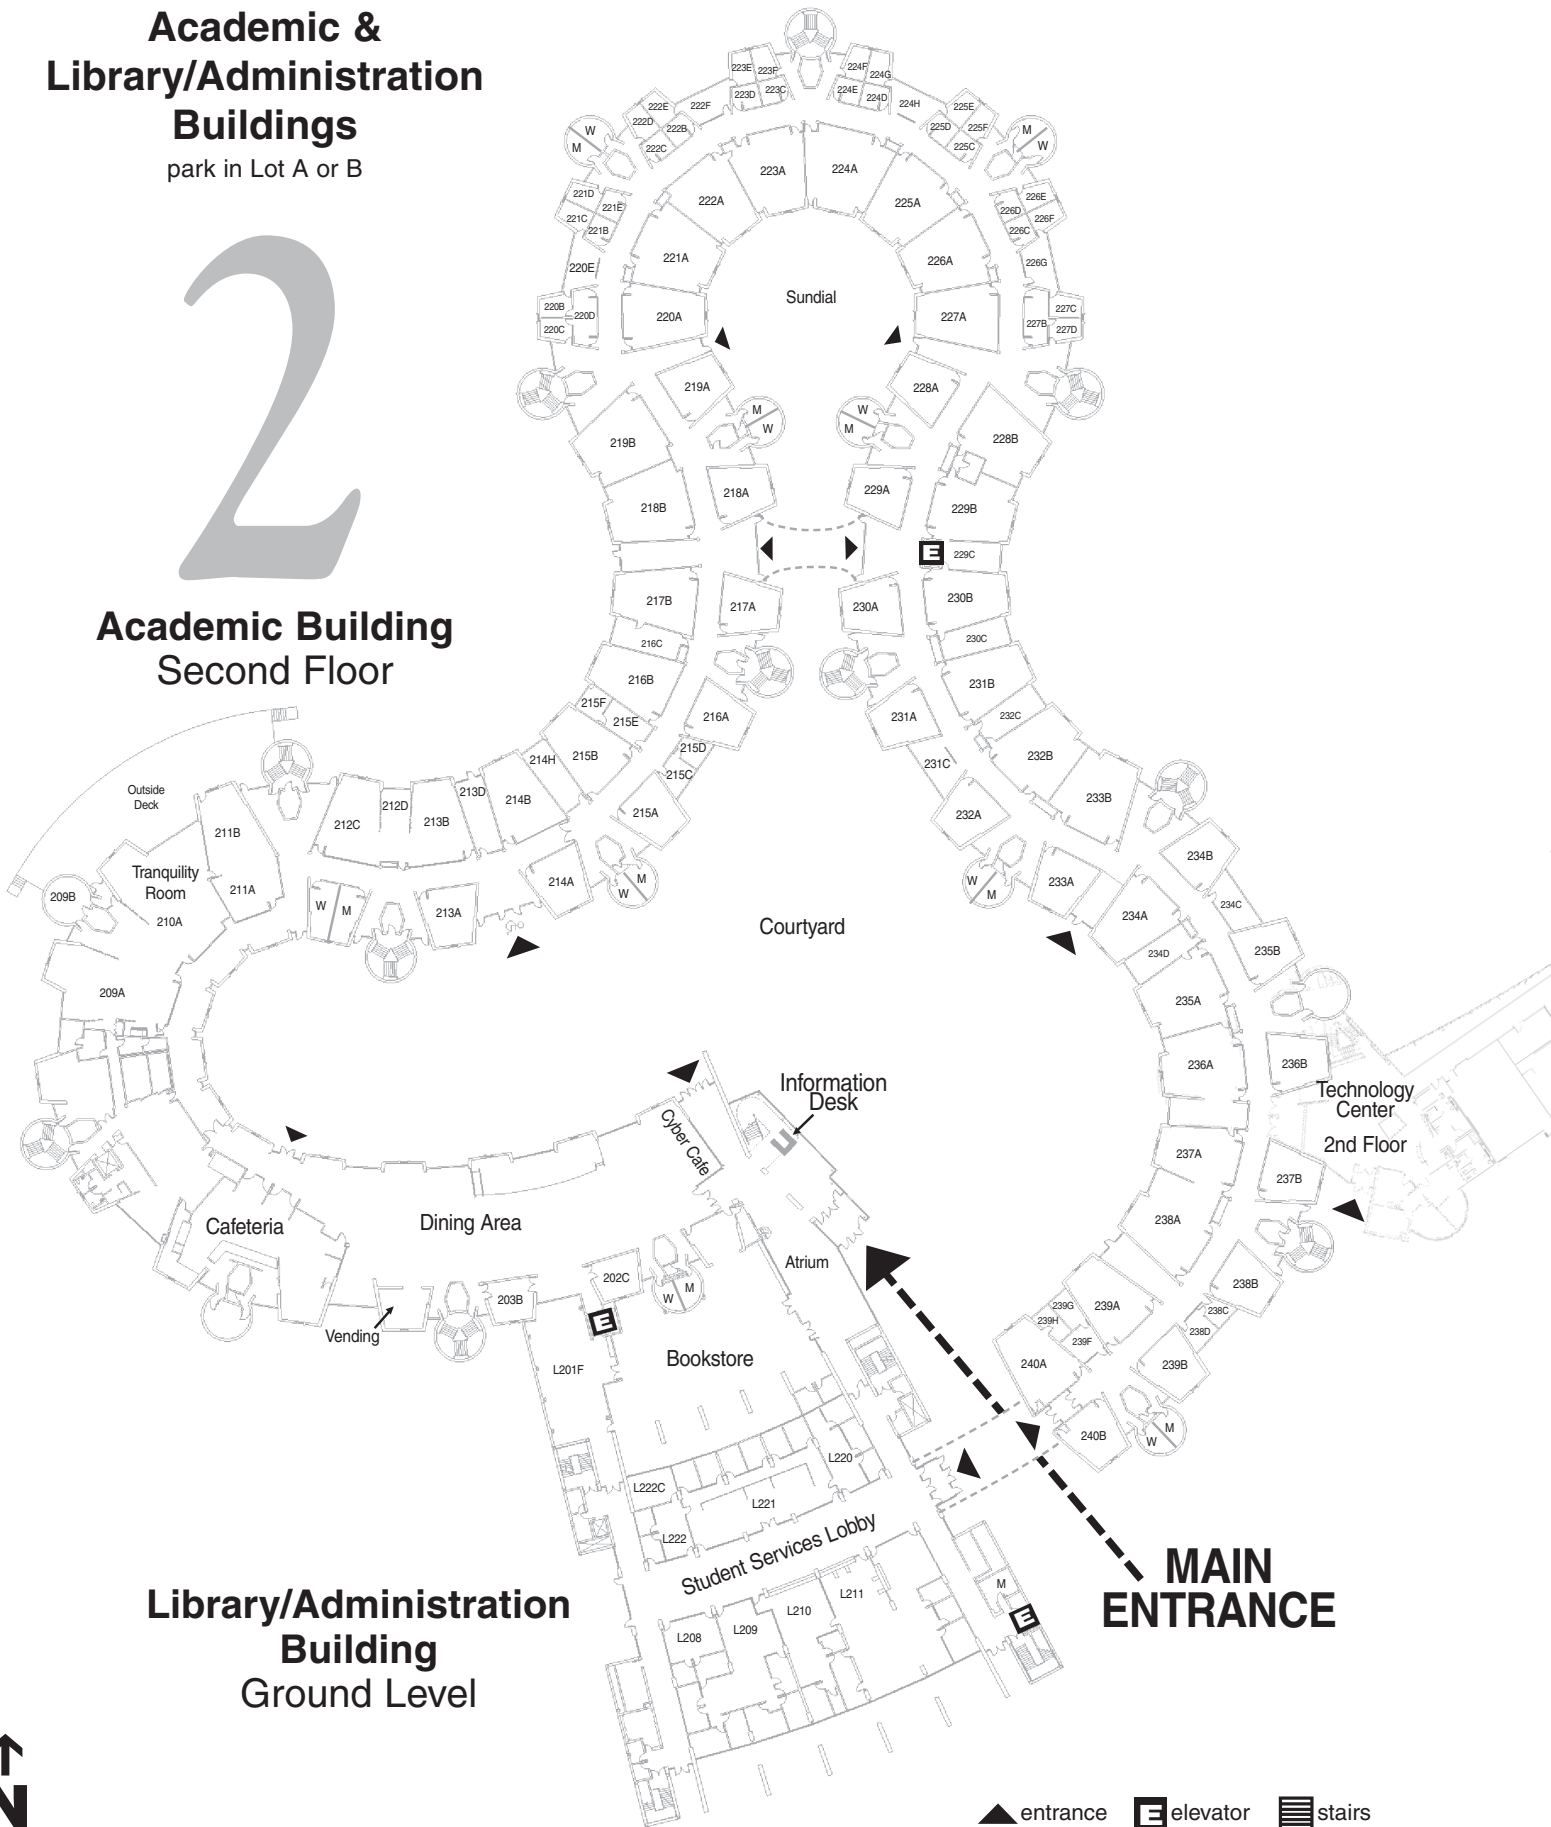 Academic &
Library/Administration
Buildings
park in Lot A or B
2
Academic Building
Second Floor
223E
223F
224F
224G
223D
223C
224E
224D
224H
222E
222F
222D
222B
222C
225E
225D
225F
225C
W
M
M
W
223A
224A
222A
225A
221D
221E
221C
221B
226E
226D
226F
226C
221A
226A
220E
226G
Sundial
220B
220D
220C
220A
227A
227C
227B
227D
219A
228A
M
W
W
M
219B
228B
218A
229A
218B
229B
E
229C
217B
217A
230A
230B
216C
230C
216B
231B
215F
215E
216A
231A
232C
215D
214H
215B
215C
231C
232B
Outside
Deck
212D
213D
214B
212C
213B
215A
232A
233B
211B
234B
Tranquility
Room
211A
210A
209B
W
M
213A
214A
M
W
W
M
233A
234A
234C
Courtyard
234D
235B
209A
235A
236A
236B
Information
Desk
Technology
Center
2nd Floor
Cyber Cafe
237A
237B
Cafeteria
Dining Area
238A
Atrium
202C
W
M
203B
E
Vending
238B
239G
239H
239A
239F
238C
238D
L201F
Bookstore
240A
239B
240B
M
W
L220
L222C
L221
L222
Student Services Lobby
MAIN
ENTRANCE
M
E
L211
L210
L209
L208
Library/Administration
Building
Ground Level
N
entrance
E elevator
stairs